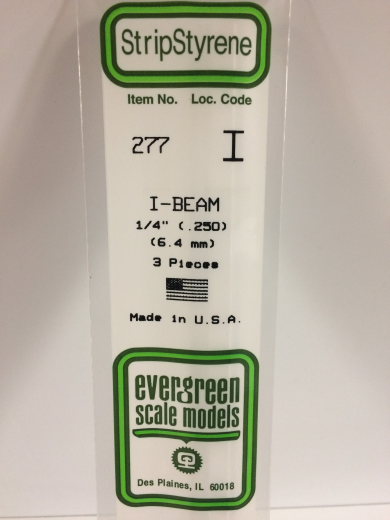 StripStyrene
Item No. Loc. Code
277 I
I-BEAM
1/4" (.250)
(6.4 mm)
3 Pieces
Made in U.S.A.
evergreen
scale models
Des Plaines, IL 60018